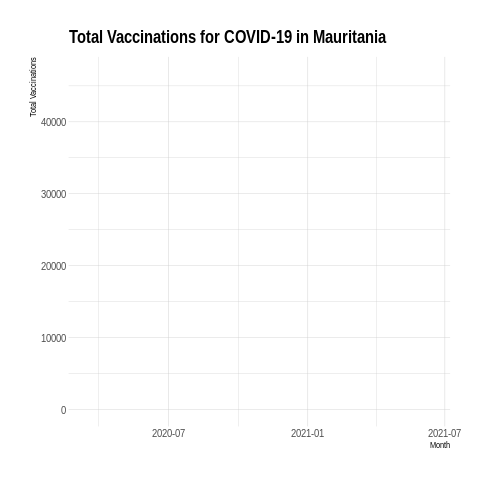 Total Vaccinations for COVID-19 in Mauritania
Total Vaccinations
40000
30000
20000
10000
0
2020-07
2021-01
2021-07
Month